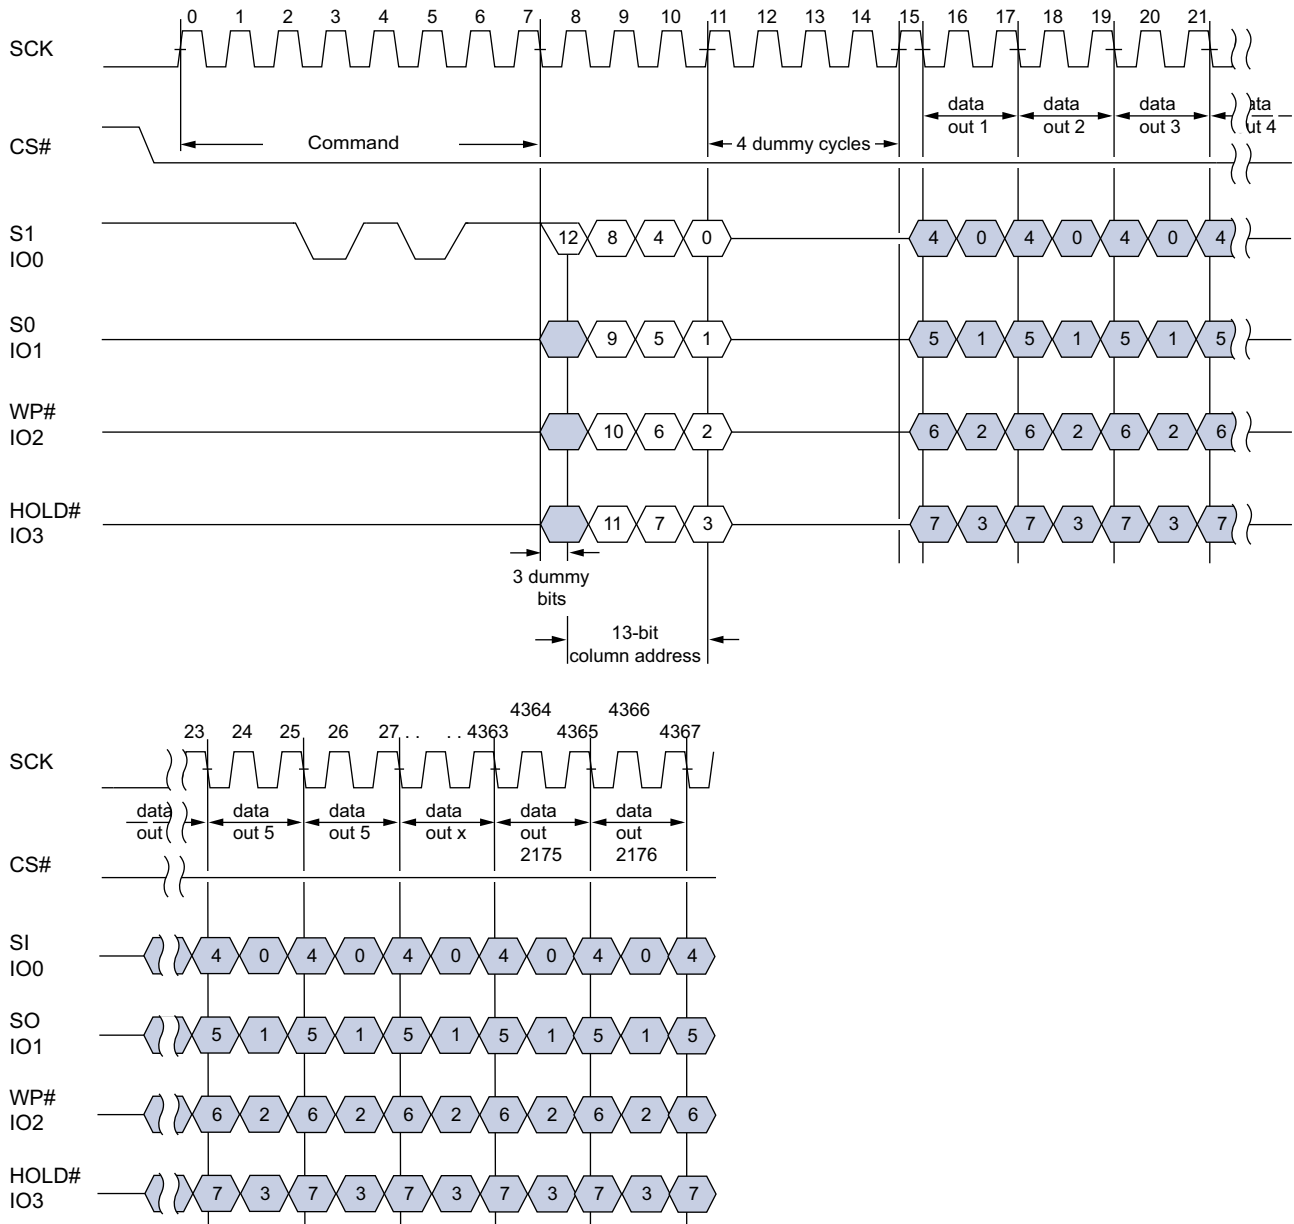 0 1 2 3 4 5 6 7 8 9 10 11 12 13 14 15 16 17 18 19 20 21
SCK
data out 1
data out 2
data out 3
ata ut 4
CS#
Command
4 dummy cycles
S1
IO0
12 8 4 0 4 0 4 0 4 0 4
S0
IO1
9 5 1 5 1 5 1 5 1 5
WP#
IO2
10 6 2 6 2 6 2 6 2 6
HOLD#
IO3
11 7 3 7 3 7 3 7 3 7
3 dummy
bits
13-bit
column address
4364 4366
23 24 25 26 27 . . . . 4363 4365 4367
SCK
data out
data out 5
data out 5
data out x
data out 2175
data out 2176
CS#
SI
IO0
4 0 4 0 4 0 4 0 4 0 4
SO
IO1
5 1 5 1 5 1 5 1 5 1 5
WP#
IO2
6 2 6 2 6 2 6 2 6 2 6
HOLD#
IO3
7 3 7 3 7 3 7 3 7 3 7